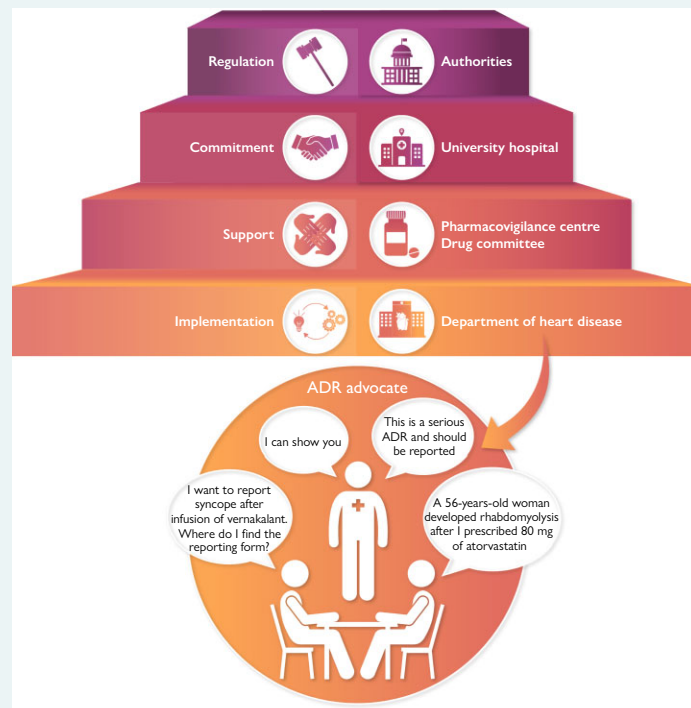 Regulation
Authorities
Commitment
University hospital
Support
Pharmacovigilance centre
Drug committee
Implementation
Department of heart disease
ADR advocate
I can show you
This is a serious
ADR and should
be reported
I want to report
syncope after
infusion of vernakalant.
Where do I find the
reporting form?
A 56-years-old woman
developed rhabdomyolysis
after I prescribed 80 mg
of atorvastatin